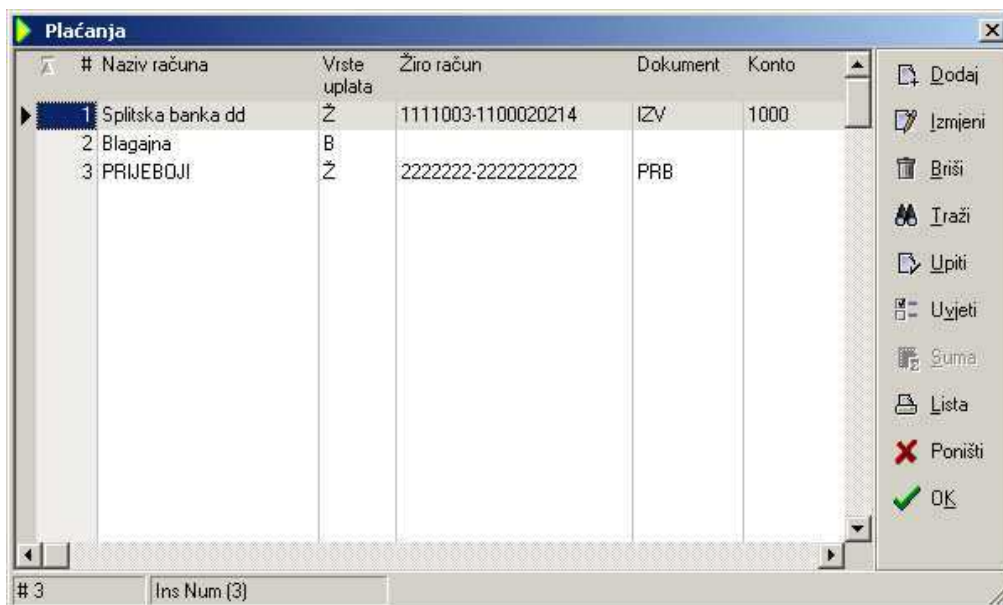 Plaćanja
# Naziv računa Vrste uplata Žiro račun Dokument Konto
1 Splitska banka dd Ž 1111003-1100020214 IZV 1000
2 Blagajna B
3 PRIJEBOJI Ž 2222222-2222222222 PRB
Dodaj
Izmjeni
Briši
Traži
Upiti
Uvjeti
Suma
Lista
Poništi
OK
# 3 Ins Num (3)